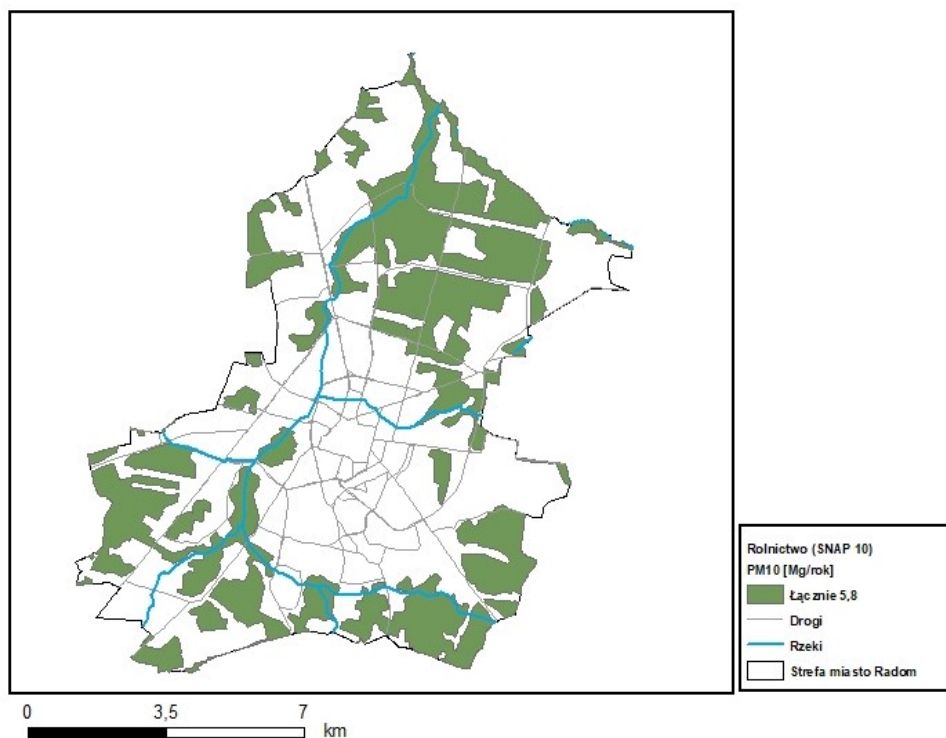 Rolnictwo (SNAP 10)
PM10 [Mg/rok]
Łącznie 5,8
Drogi
Rzeki
Strefa miasto Radom
0 3,5 7
km